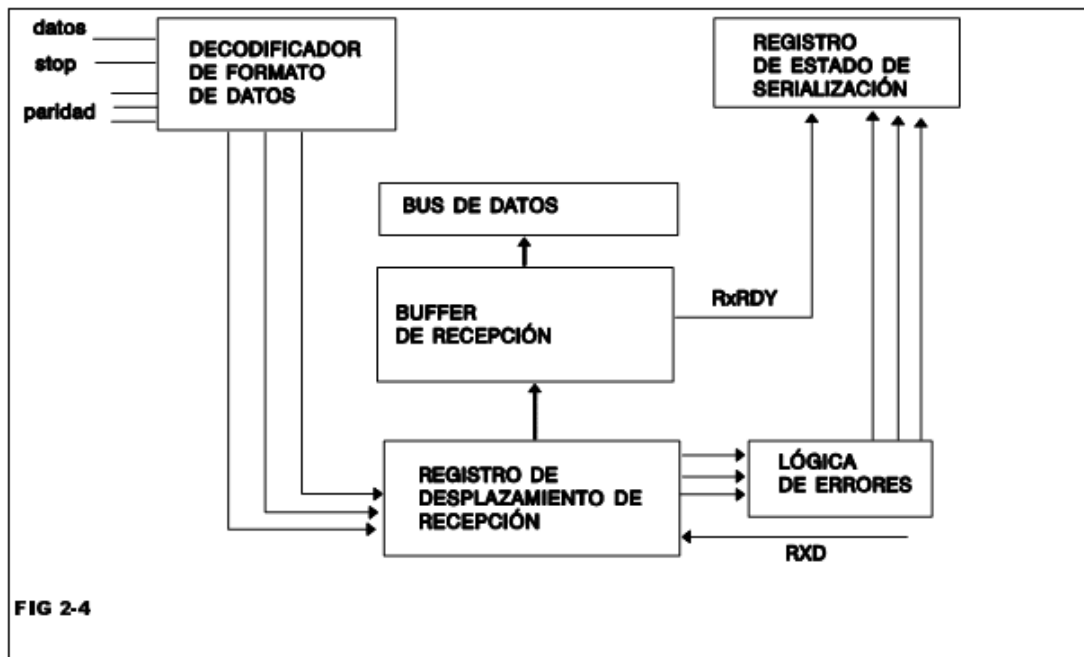 datos
stop
paridad
DECODIFICADOR
DE FORMATO
DE DATOS
REGISTRO
DE ESTADO DE
SERIALIZACIÓN
BUS DE DATOS
BUFFER
DE RECEPCIÓN
RxRDY
REGISTRO DE
DESPLAZAMIENTO DE
RECEPCIÓN
LÓGICA
DE ERRORES
RXD
FIG 2-4